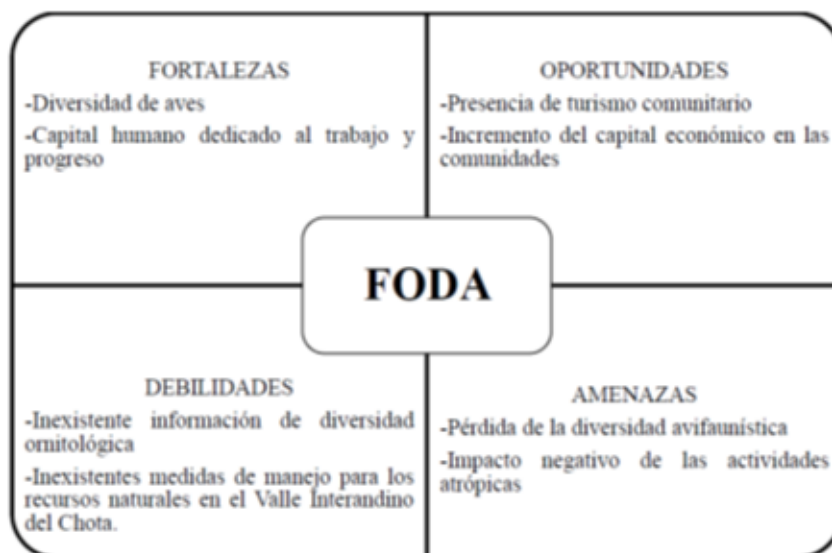 FORTALEZAS
-Diversidad de aves
-Capital humano dedicado al trabajo y
progreso
OPORTUNIDADES
-Presencia de turismo comunitario
-Incremento del capital económico en las
comunidades
FODA
DEBILIDADES
-Inexistente información de diversidad
ornitológica
-Inexistentes medidas de manejo para los
recursos naturales en el Valle Interandino
del Chota.
AMENAZAS
-Pérdida de la diversidad avifaunística
-Impacto negativo de las actividades
atrópicas